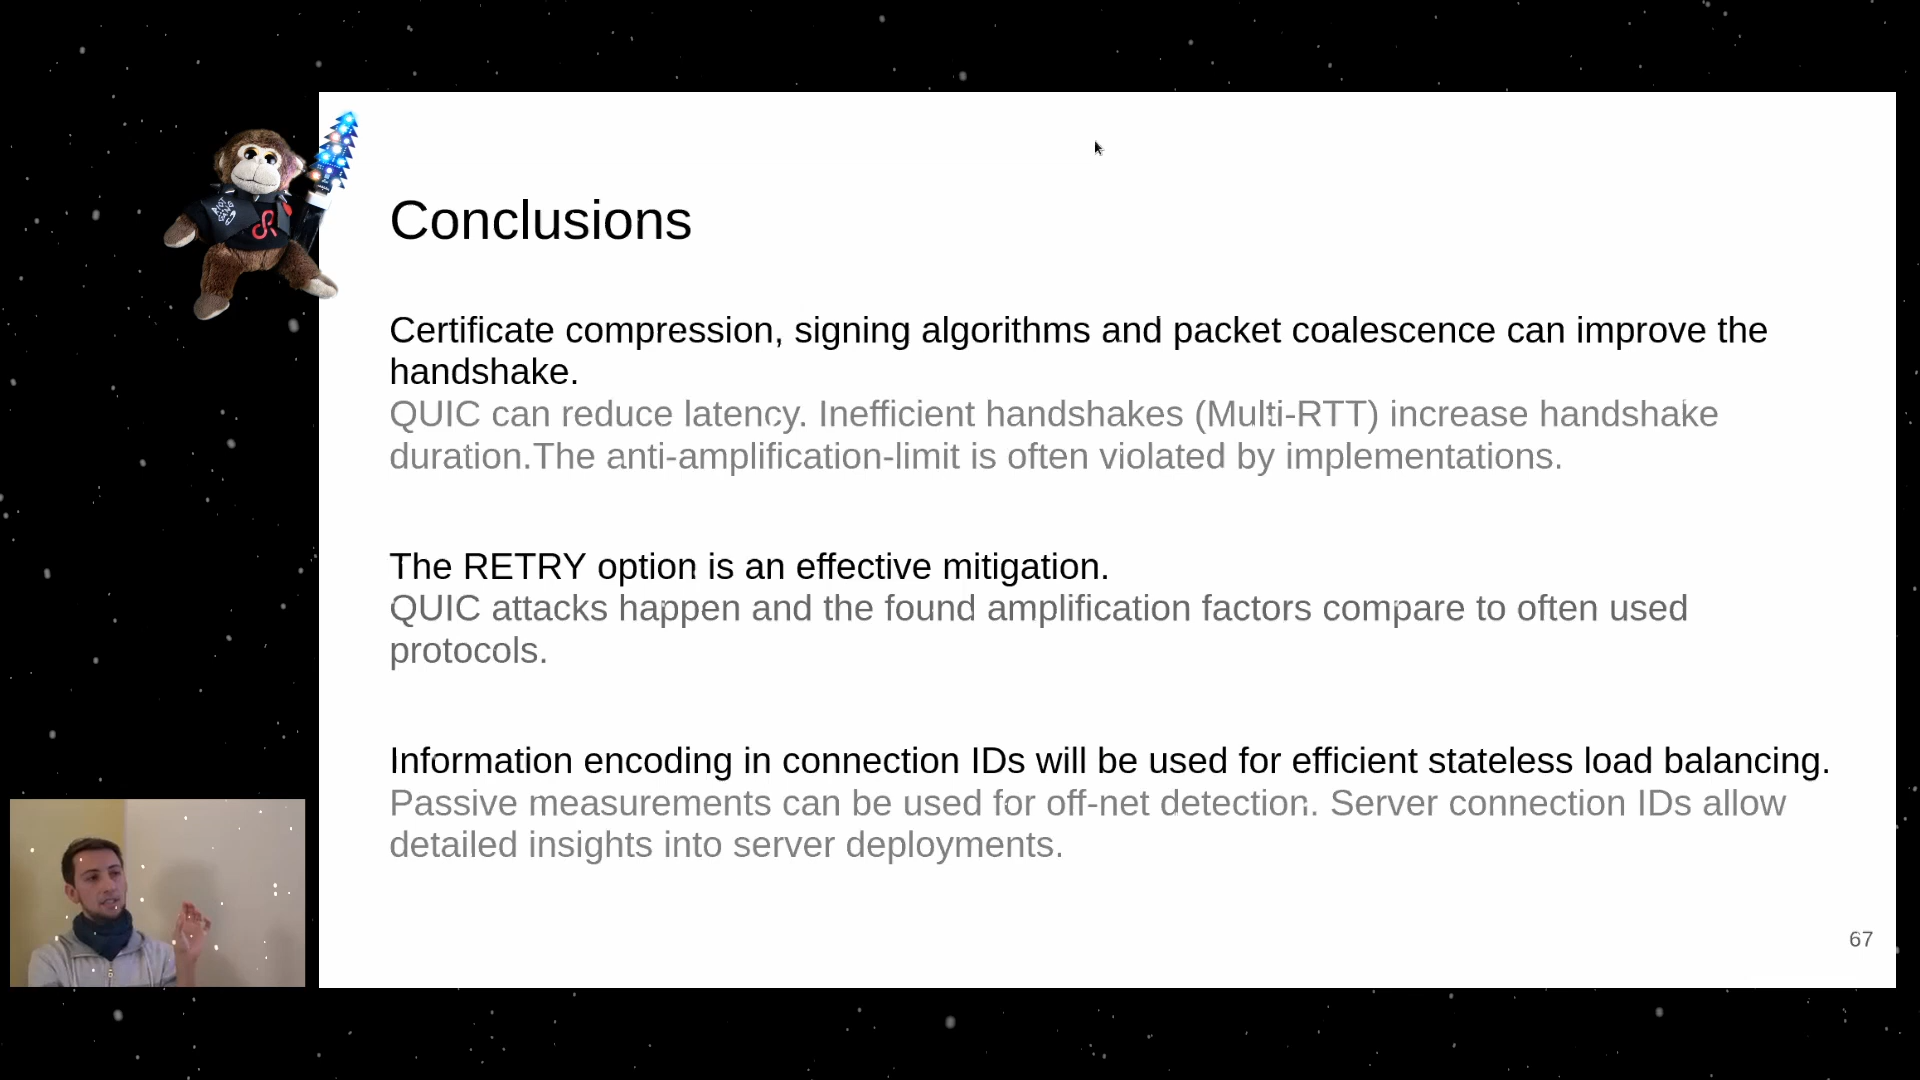 Conclusions
Certificate compression, signing algorithms and packet coalescence can improve the
handshake.
QUIC can reduce latency. Inefficient handshakes (Multi-RTT) increase handshake
duration.The anti-amplification-limit is often violated by implementations.
The RETRY option is an effective mitigation.
QUIC attacks happen and the found amplification factors compare to often used
protocols.
Information encoding in connection IDs will be used for efficient stateless load balancing.
Passive measurements can be used for off-net detection. Server connection IDs allow
detailed insights into server deployments.
67